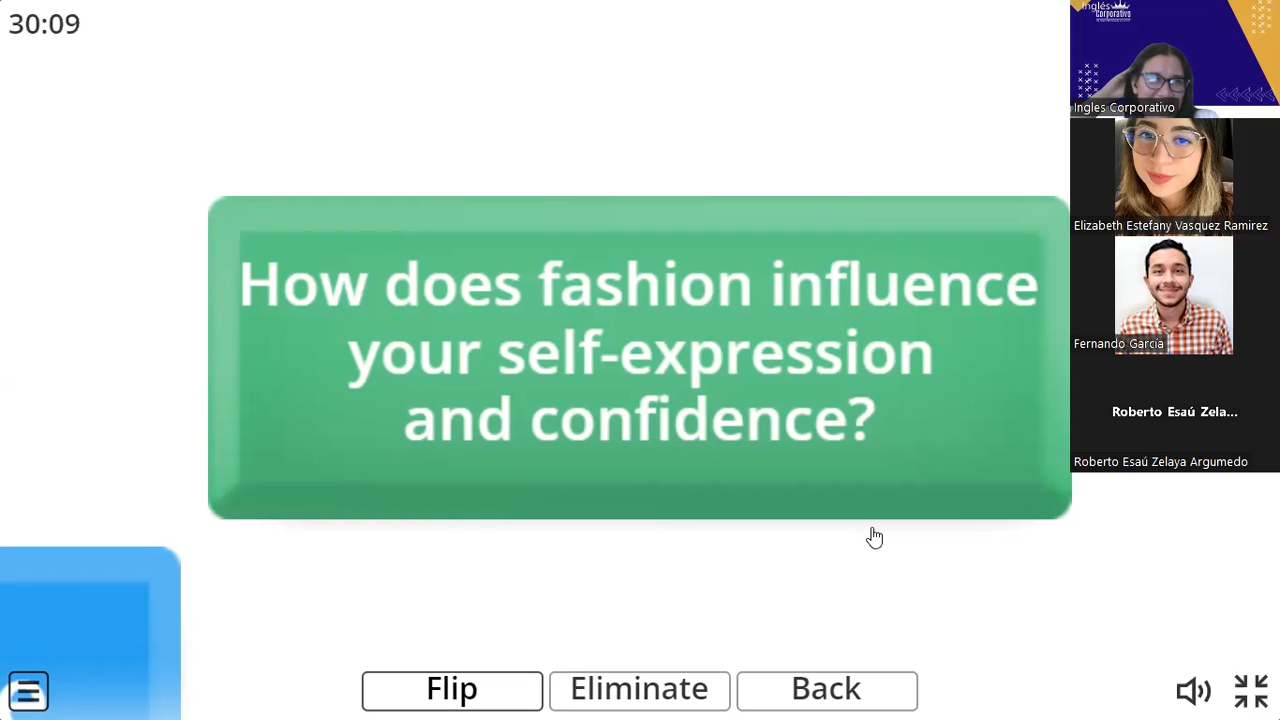 30:09
How does fashion influence
your self-expression
and confidence?
Flip
Eliminate
Back
Inglés
Corporativo
Ingles Corporativo
Elizabeth Estefany Vasquez Ramirez
Fernando García
Roberto Esaú Zela...
Roberto Esaú Zelaya Argumedo